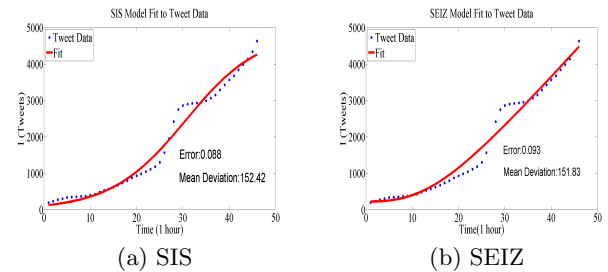 SIS Model Fit to Tweet Data
5000
4000
3000
2000
1000
0
I (Tweets)
Tweet Data
Fit
Error:0.088
Mean Deviation:152.42
0 10 20 30 40 50
Time (1 hour)
(a) SIS
SEIZ Model Fit to Tweet Data
5000
4000
3000
2000
1000
0
I (Tweets)
Tweet Data
Fit
Error:0.093
Mean Deviation:151.83
0 10 20 30 40 50
Time (1 hour)
(b) SEIZ